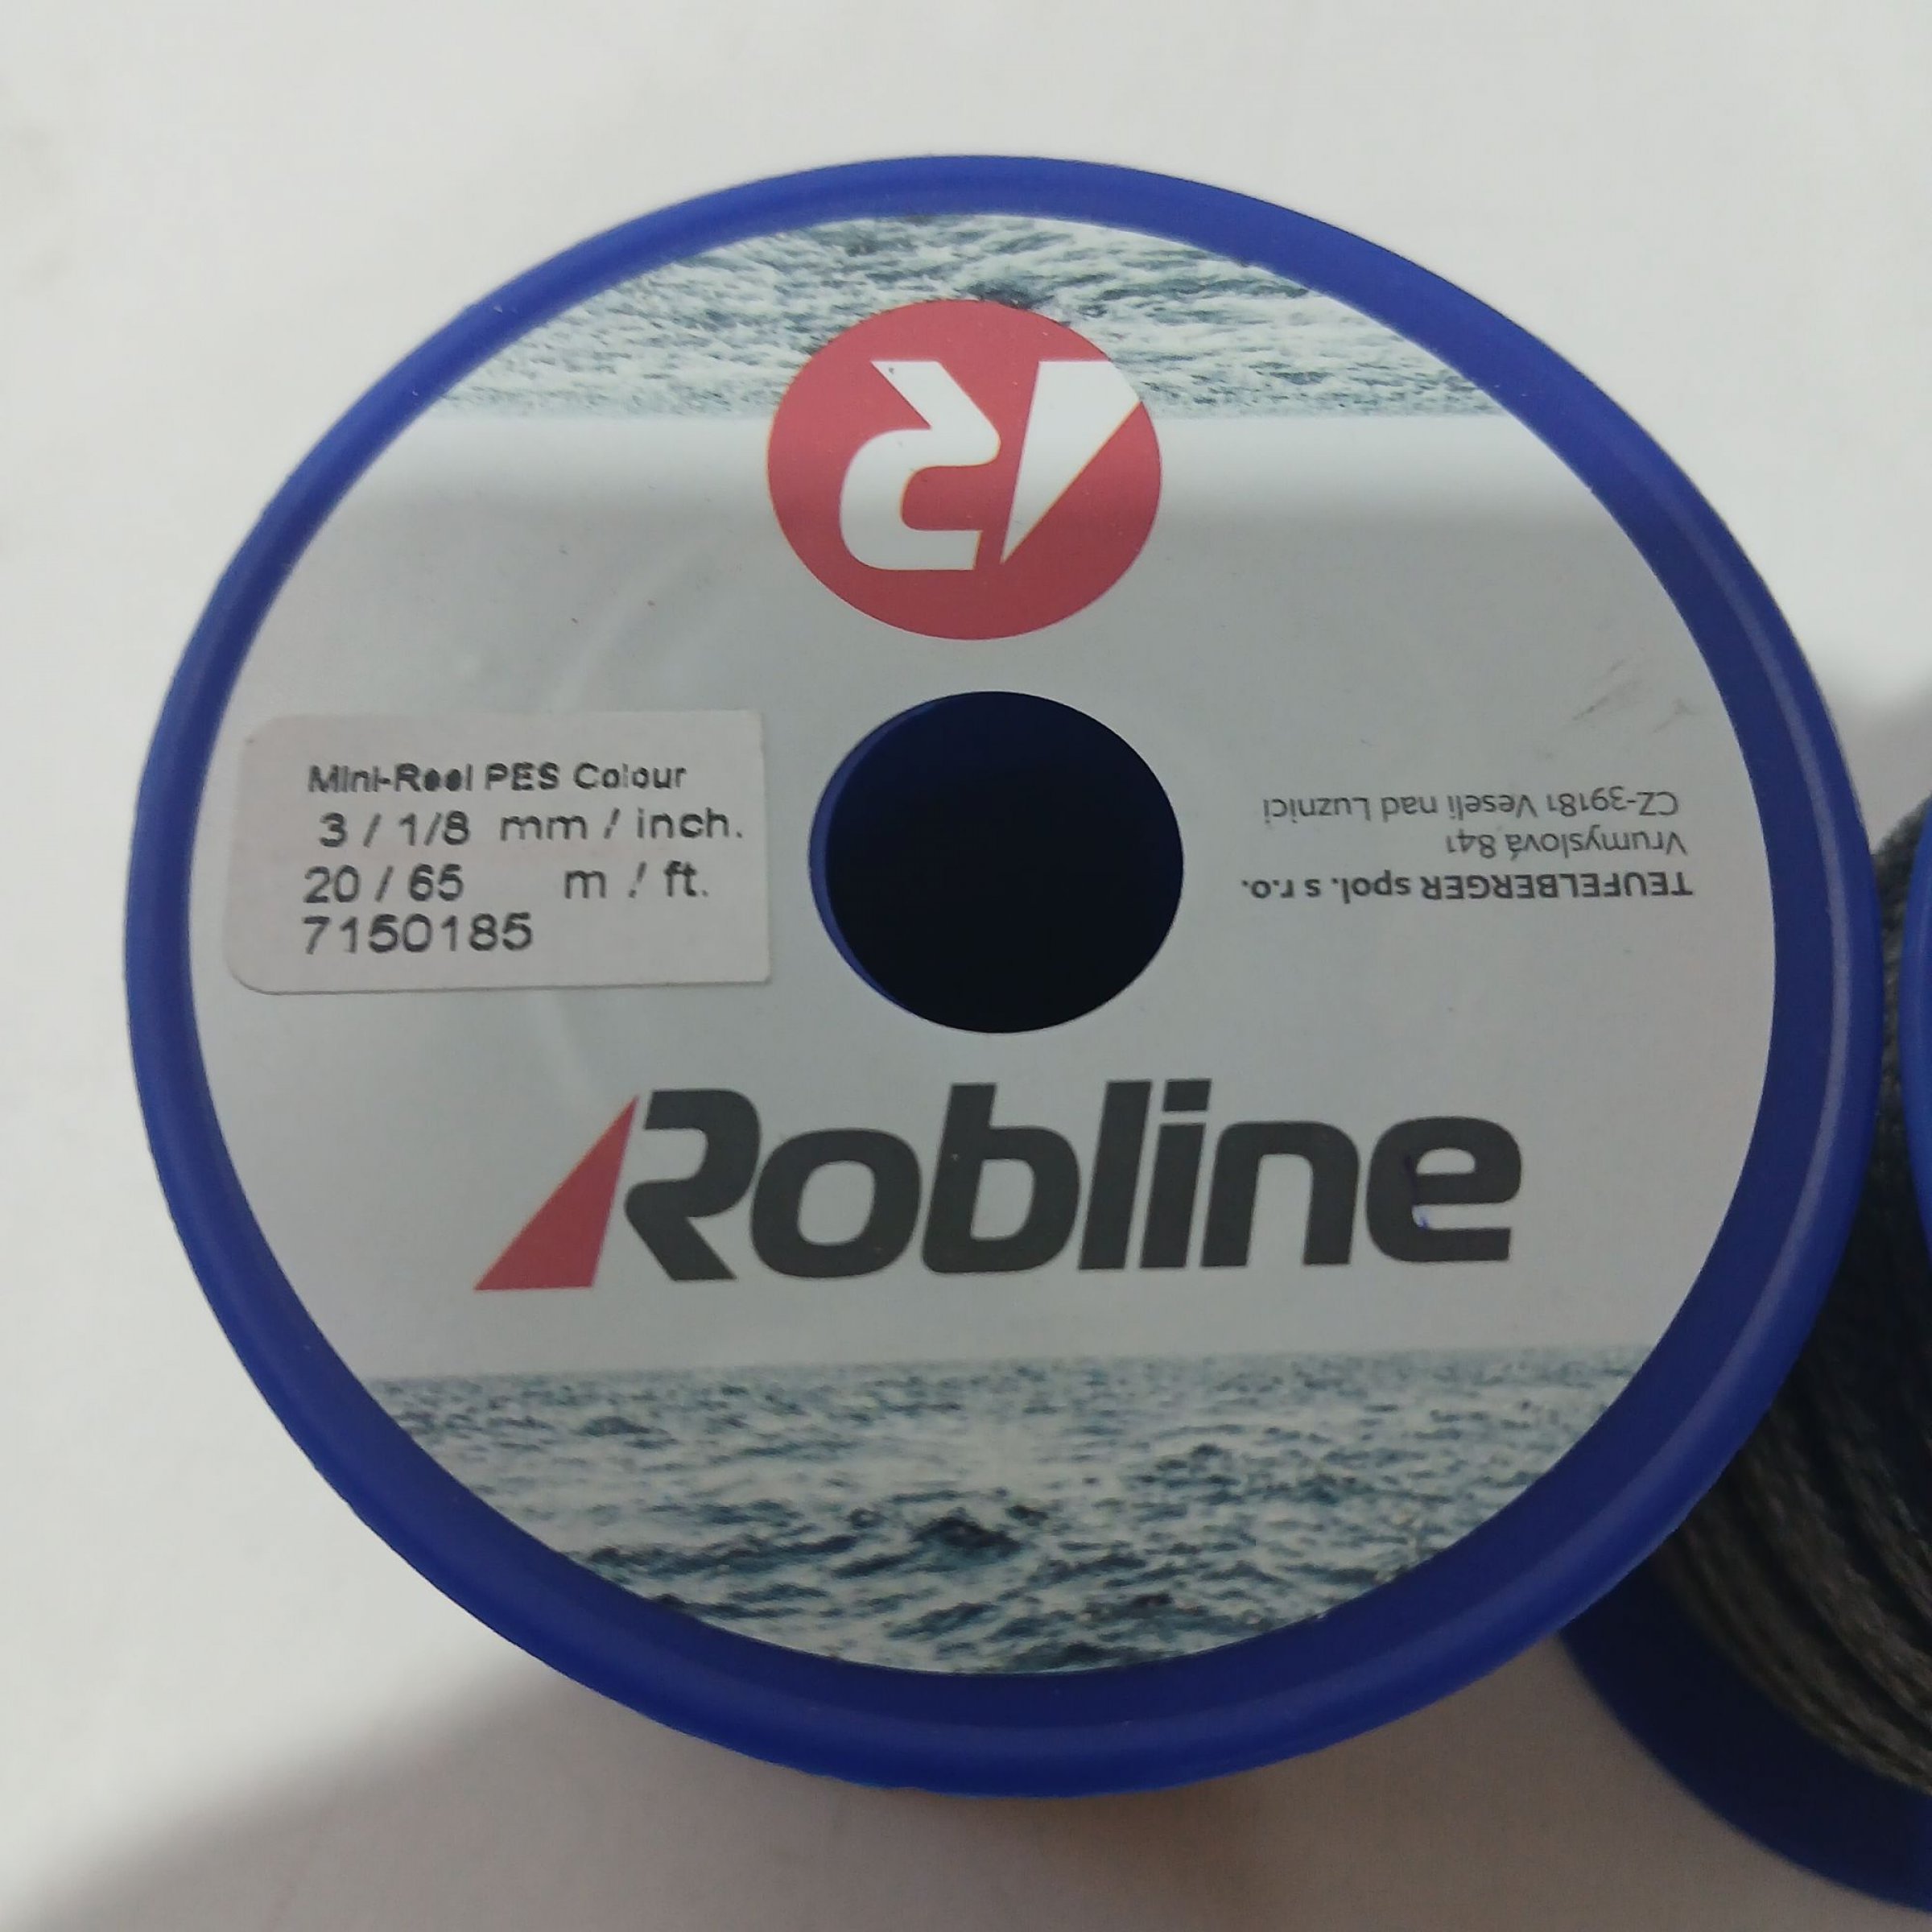 R
Mini-Reel PES Colour
3 / 1/8 mm / inch.
20 / 65 m / ft.
7150185
TEUFELBERGER spol. s r.o.
Vrumyslová 841
CZ-39181 Veseli nad Luznici
Robline